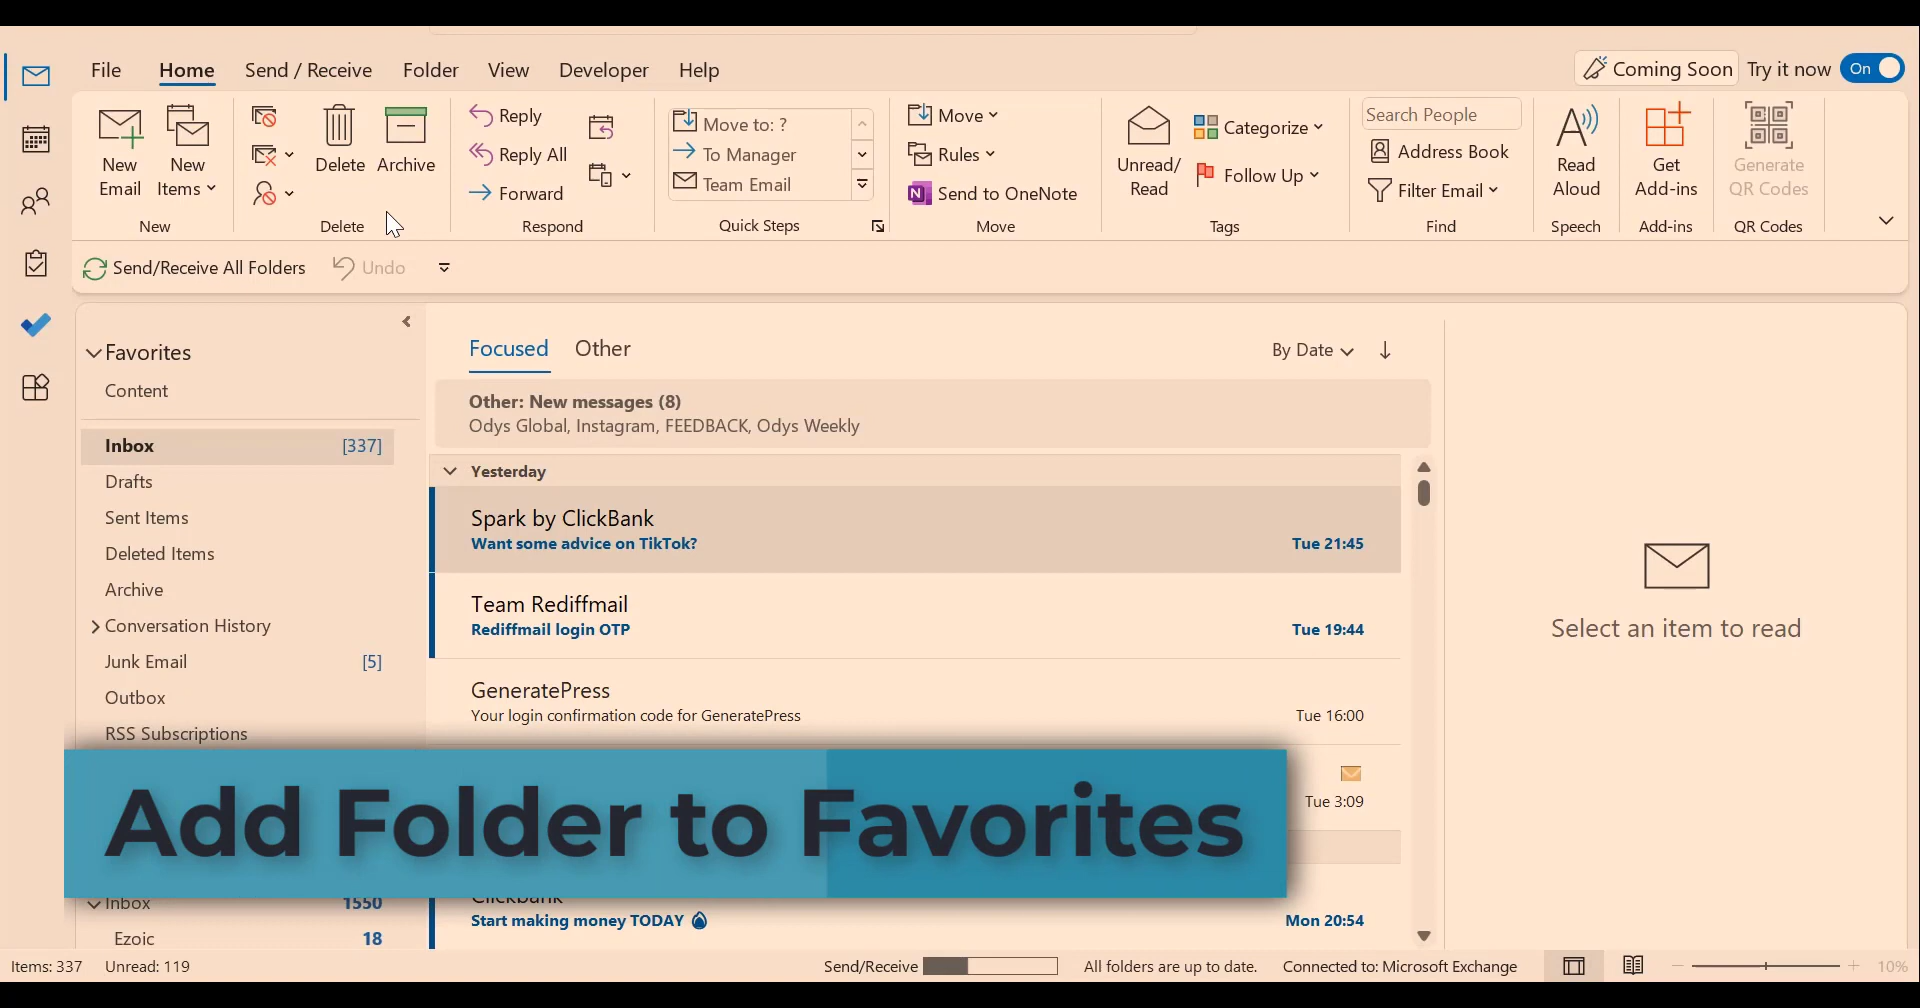 File Home Send / Receive Folder View Developer Help
Coming Soon Try it now On
New Email
New Items
New
Delete
Archive
Delete
Reply
Reply All
Forward
Respond
Move to: ?
To Manager
Team Email
Quick Steps
Move
Rules
Send to OneNote
Move
Unread/ Read
Categorize
Follow Up
Tags
Search People
Address Book
Filter Email
Find
Read Aloud
Speech
Get Add-ins
Add-ins
Generate QR Codes
QR Codes
Send/Receive All Folders Undo
Favorites
Content
Inbox [337]
Drafts
Sent Items
Deleted Items
Archive
Conversation History
Junk Email [5]
Outbox
RSS Subscriptions
Inbox 1550
Ezoic 18
Focused Other By Date
Other: New messages (8)
Odys Global, Instagram, FEEDBACK, Odys Weekly
Yesterday
Spark by ClickBank
Want some advice on TikTok? Tue 21:45
Team Rediffmail
Rediffmail login OTP Tue 19:44
GeneratePress
Your login confirmation code for GeneratePress Tue 16:00
Tue 3:09
Clickbank
Start making money TODAY Mon 20:54
Select an item to read
Add Folder to Favorites
Items: 337 Unread: 119 Send/Receive All folders are up to date. Connected to: Microsoft Exchange 10%